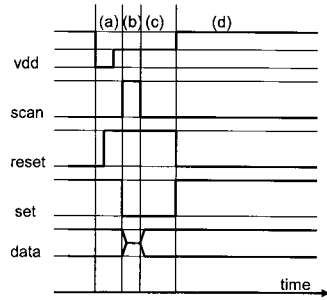 (a) (b) (c) (d)
vdd
scan
reset
set
data
time